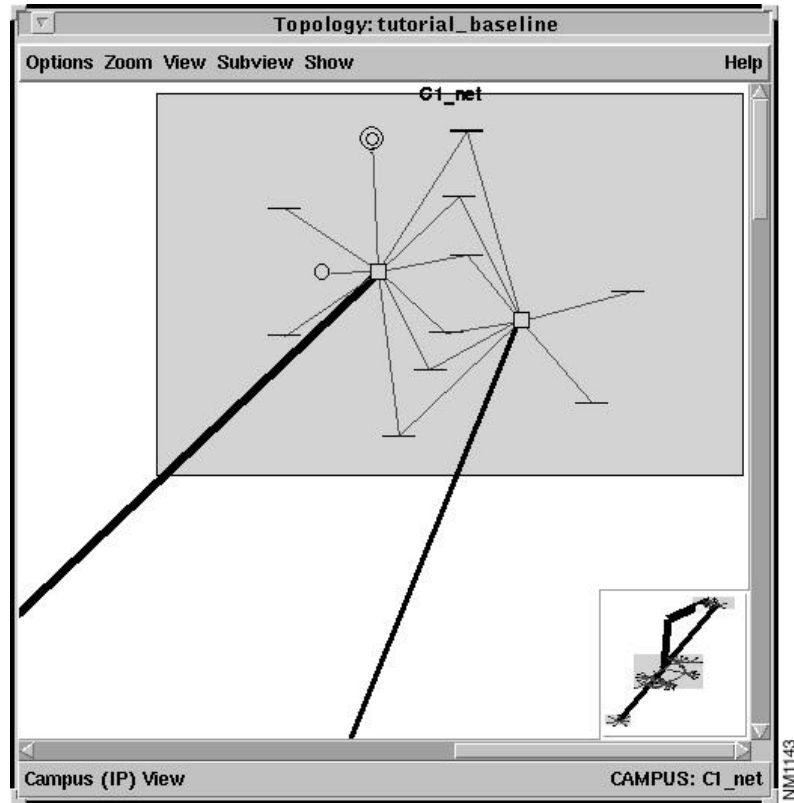 Topology: tutorial_baseline
Options Zoom View Subview Show Help
C1_net
Campus (IP) View CAMPUS: C1_net
NM1143